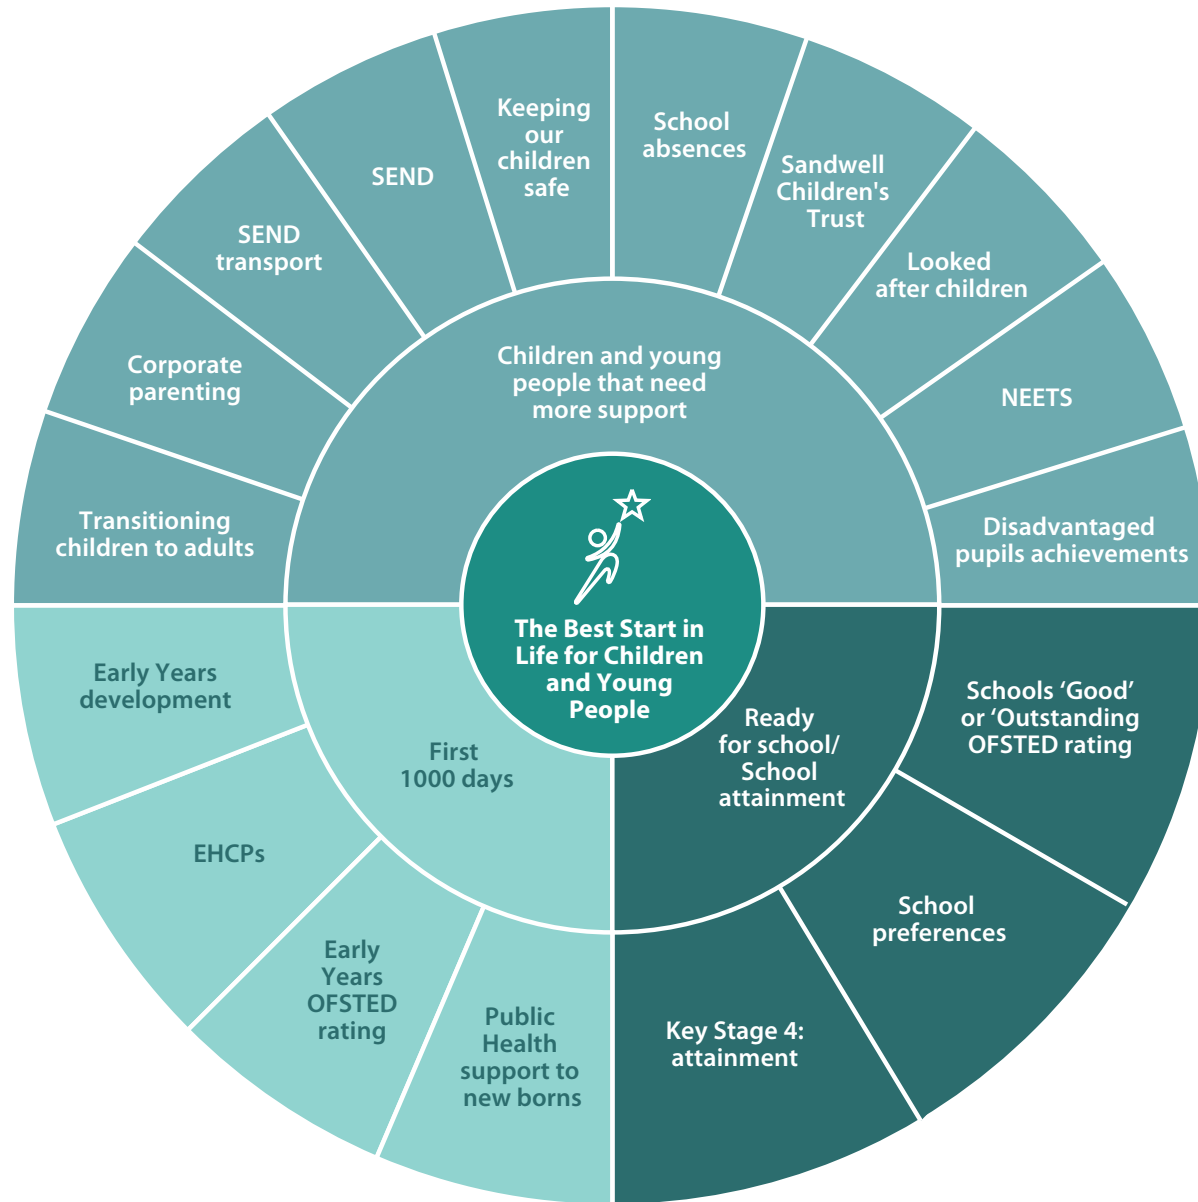 Keeping
our
children
safe
School
absences
Sandwell
Children's
Trust
Looked
after children
NEETS
Disadvantaged
pupils achievements
SEND
SEND
transport
Corporate
parenting
Transitioning
children to adults
Children and young
people that need
more support
The Best Start in
Life for Children
and Young
People
Ready
for school/
School
attainment
Schools ‘Good’
or ‘Outstanding
OFSTED rating
School
preferences
Key Stage 4:
attainment
First
1000 days
Early Years
development
EHCPs
Early
Years
OFSTED
rating
Public
Health
support to
new borns